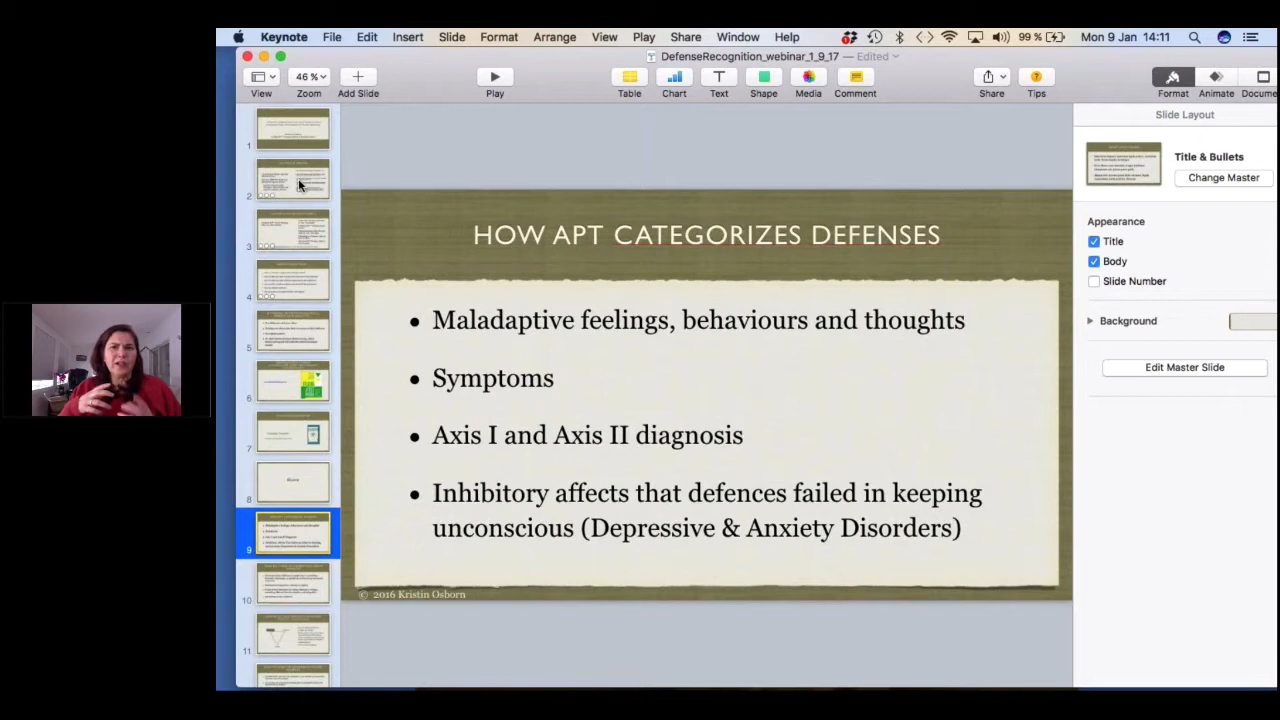 Keynote File Edit Insert Slide Format Arrange View Play Share Window Help 99 % Mon 9 Jan 14:11
DefenseRecognition_webinar_1_9_17 — Edited
46 %
View Zoom Add Slide Play Table Chart Text Shape Media Comment Share Tips Format Animate Docume
Slide Layout
Title & Bullets
Change Master
Appearance
Title
Body
Slide Number
Background
Edit Master Slide
1
2
3
4
5
6
7
8
9
10
11
HOW APT CATEGORIZES DEFENSES
• Maladaptive feelings, behaviours and thoughts
• Symptoms
• Axis I and Axis II diagnosis
• Inhibitory affects that defences failed in keeping
unconscious (Depressive & Anxiety Disorders)
© 2016 Kristin Osborn